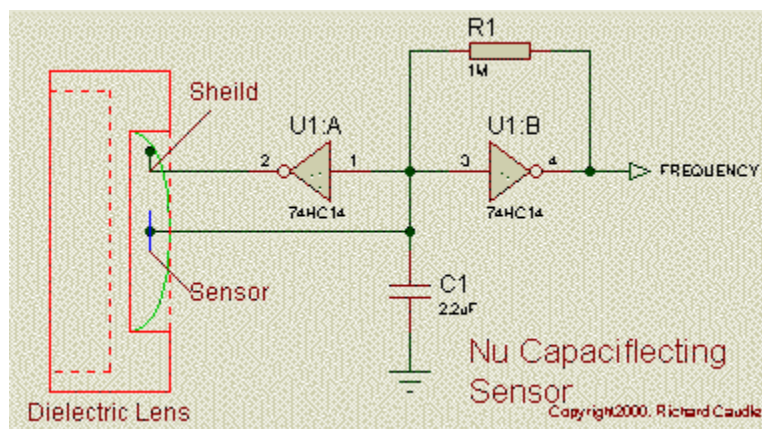 R1
1M
Sheild
U1:A
U1:B
2
1
3
4
74HC14
74HC14
FREQUENCY
Sensor
C1
2.2uF
Nu Capaciflecting
Sensor
Dielectric Lens
Copyright2000, Richard Caudle